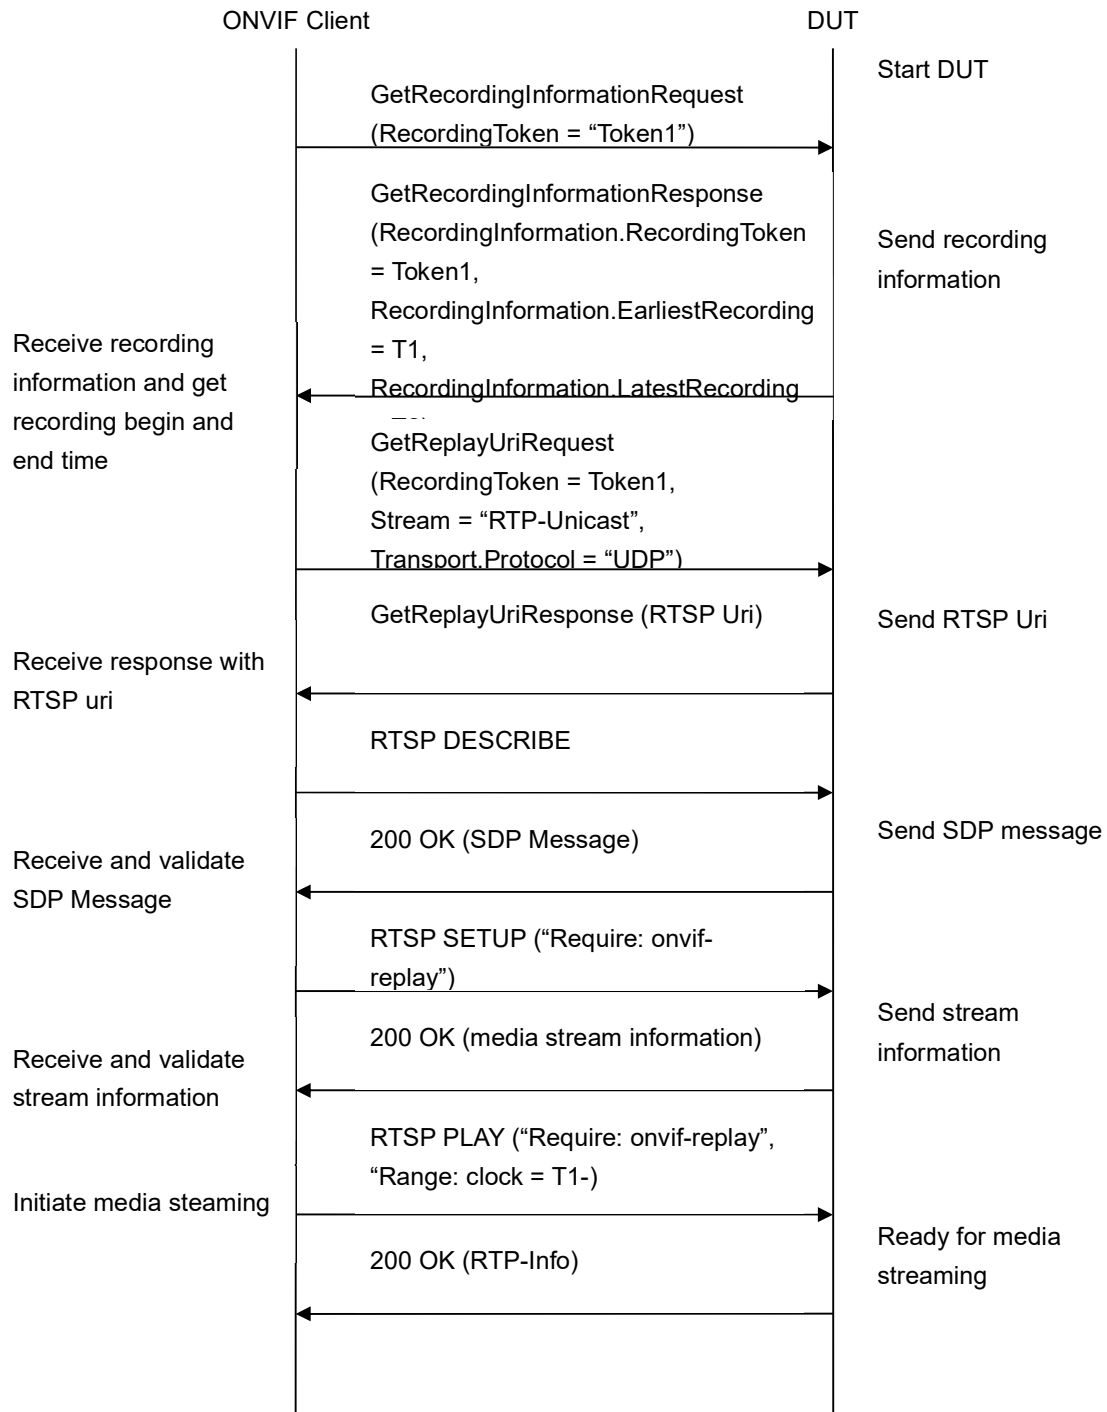 ONVIF Client
DUT
Start DUT
GetRecordingInformationRequest
(RecordingToken = “Token1”)
GetRecordingInformationResponse
(RecordingInformation.RecordingToken
= Token1,
RecordingInformation.EarliestRecording
= T1,
RecordingInformation.LatestRecording
Send recording
information
Receive recording
information and get
recording begin and
end time
GetReplayUriRequest
(RecordingToken = Token1,
Stream = “RTP-Unicast”,
Transport.Protocol = “UDP”)
GetReplayUriResponse (RTSP Uri)
Send RTSP Uri
Receive response with
RTSP uri
RTSP DESCRIBE
200 OK (SDP Message)
Send SDP message
Receive and validate
SDP Message
RTSP SETUP (“Require: onvif-
replay”)
200 OK (media stream information)
Send stream
information
Receive and validate
stream information
RTSP PLAY (“Require: onvif-replay”,
“Range: clock = T1-)
Initiate media steaming
200 OK (RTP-Info)
Ready for media
streaming